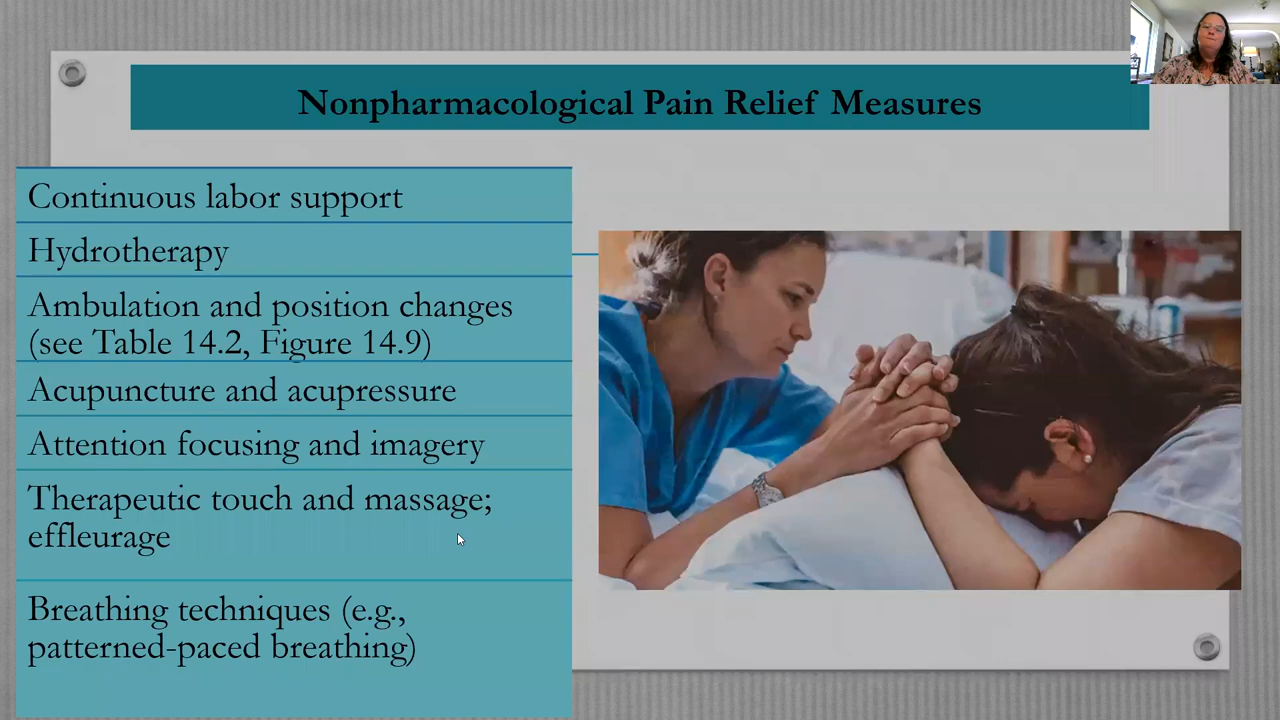 Nonpharmacological Pain Relief Measures
Continuous labor support
Hydrotherapy
Ambulation and position changes
(see Table 14.2, Figure 14.9)
Acupuncture and acupressure
Attention focusing and imagery
Therapeutic touch and massage;
effleurage
Breathing techniques (e.g.,
patterned-paced breathing)